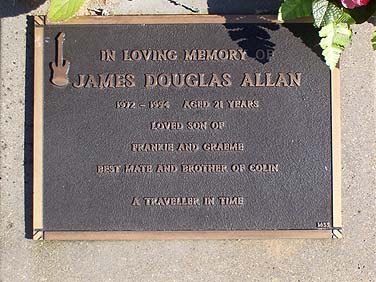 IN LOVING MEMORY OF
JAMES DOUGLAS ALLAN
1972 - 1994 AGED 21 YEARS
LOVED SON OF
FRANKIE AND GRAEME
BEST MATE AND BROTHER OF COLIN
A TRAVELLER IN TIME